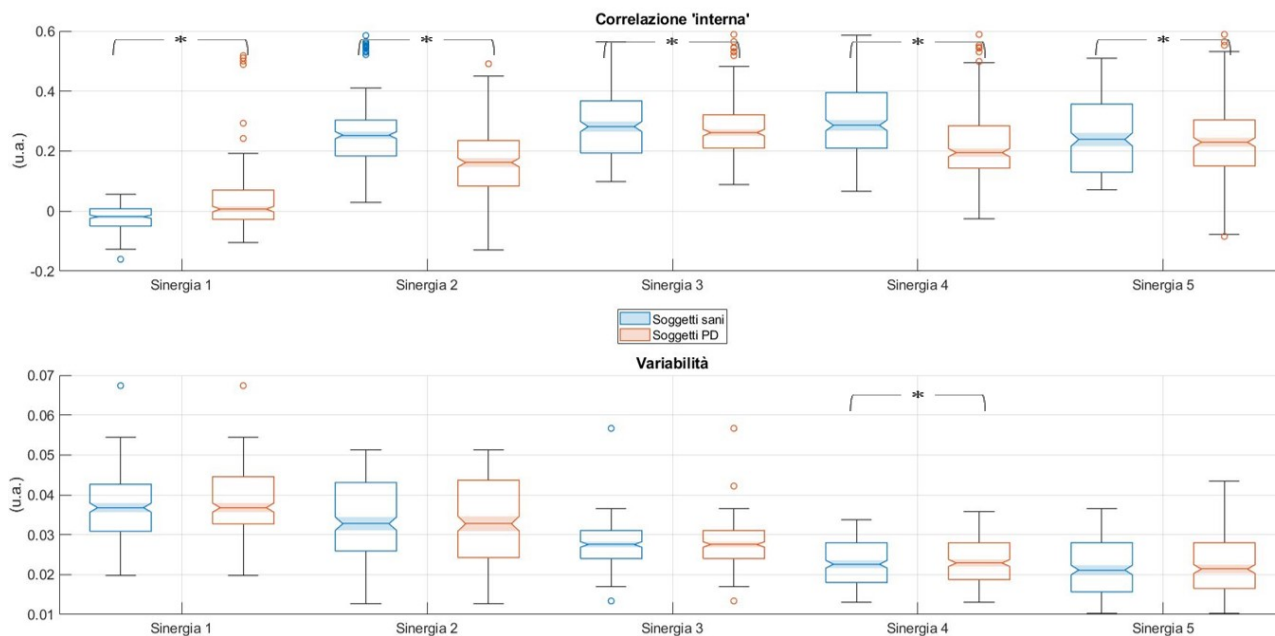 Correlazione 'interna'
0.6
* * * * *
0.4
0.2
(u.a.)
0
-0.2
Sinergia 1 Sinergia 2 Sinergia 3 Sinergia 4 Sinergia 5
Soggetti sani
Soggetti PD
Variabilità
0.07
*
0.06
0.05
0.04
(u.a.)
0.03
0.02
0.01
Sinergia 1 Sinergia 2 Sinergia 3 Sinergia 4 Sinergia 5